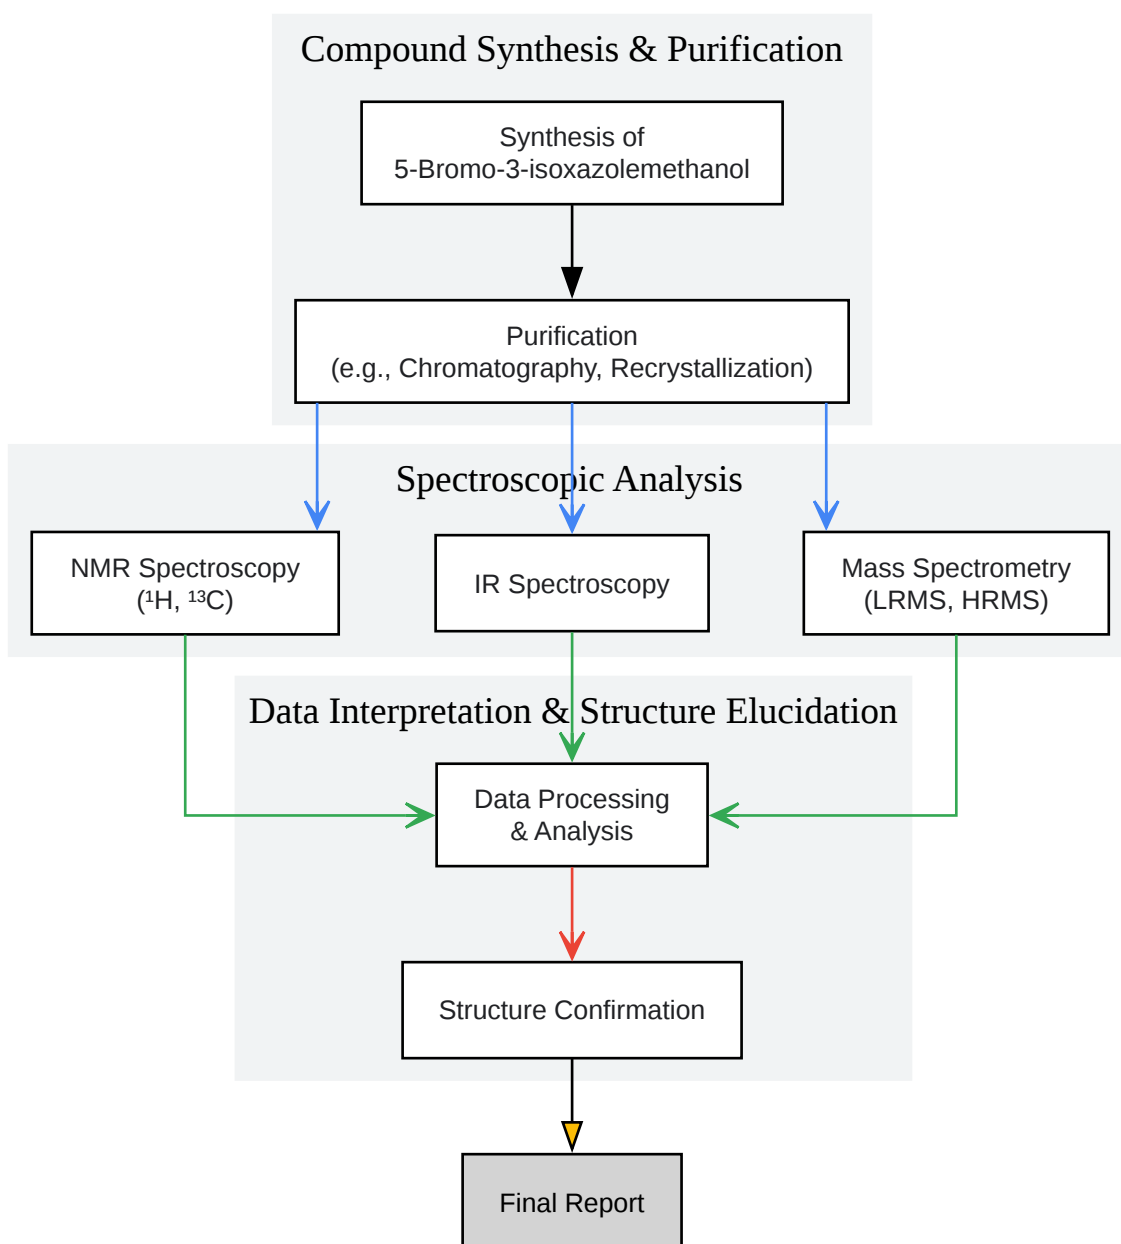 Compound Synthesis & Purification
Synthesis of
5-Bromo-3-isoxazolemethanol
Purification
(e.g., Chromatography, Recrystallization)
Spectroscopic Analysis
NMR Spectroscopy
(¹H, ¹³C)
IR Spectroscopy
Mass Spectrometry
(LRMS, HRMS)
Data Interpretation & Structure Elucidation
Data Processing
& Analysis
Structure Confirmation
Final Report